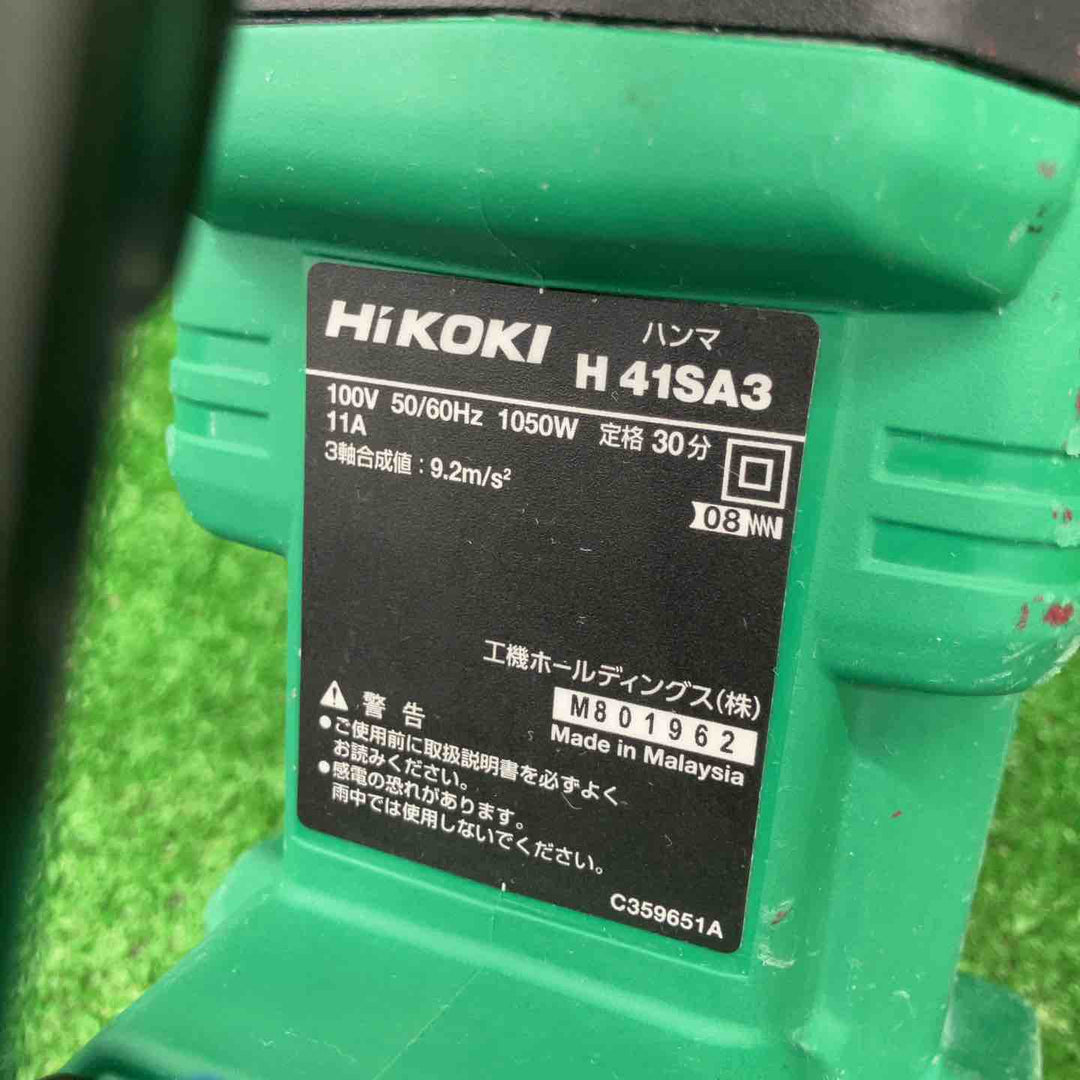 HiKOKI
ハンマ
H 41SA3
100V 50/60Hz 1050W 定格 30分
11A
3軸合成値：9.2m/s²
08
工機ホールディングス(株)
M801962
Made in Malaysia
警告
●ご使用前に取扱説明書を必ずよく
お読みください。
●感電の恐れがあります。
雨中では使用しないでください。
C359651A